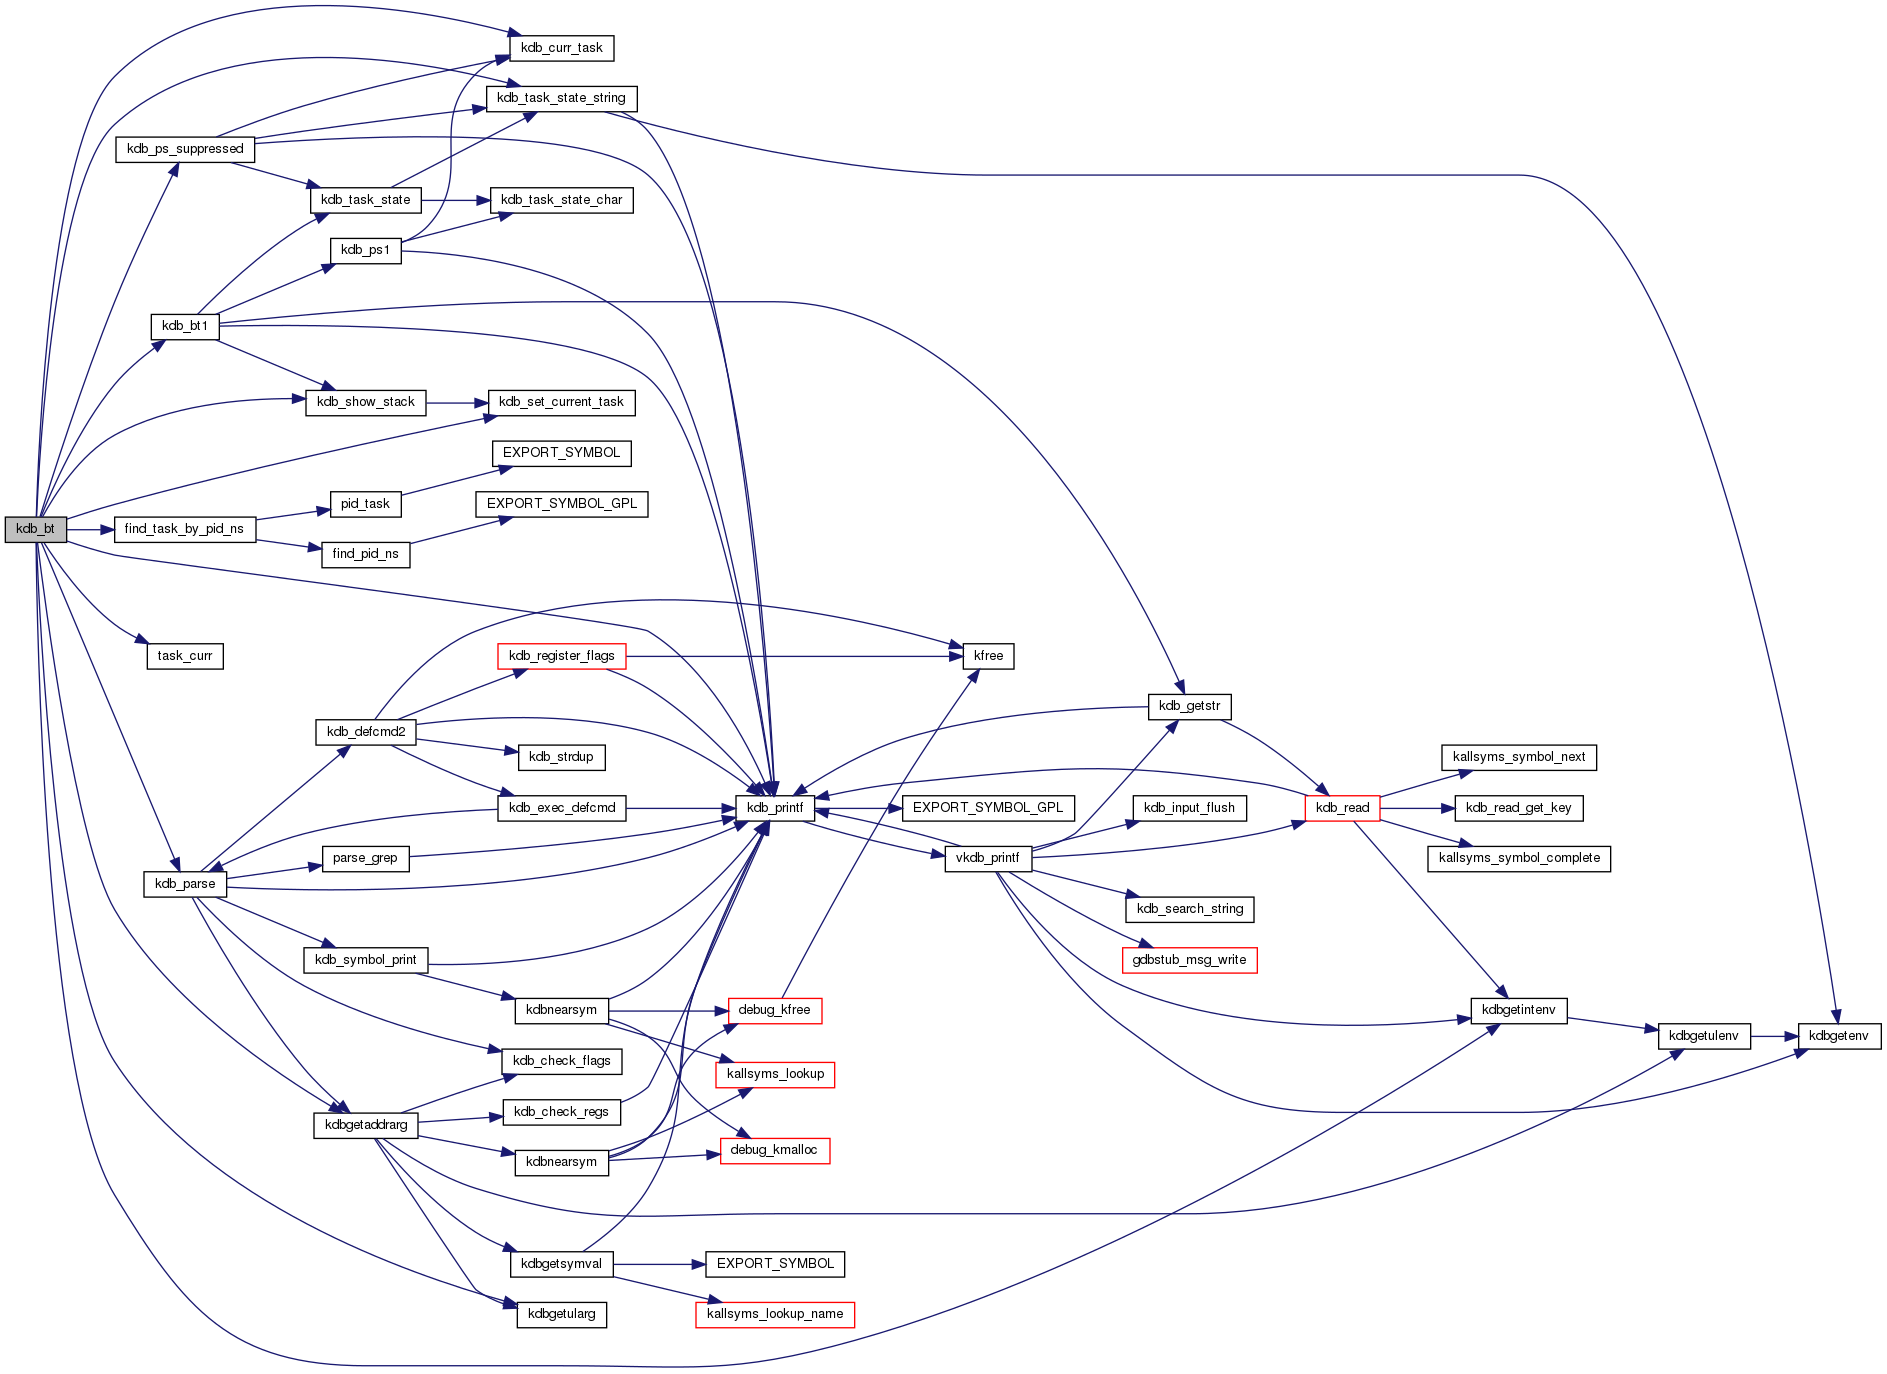 kdb_curr_task
kdb_task_state_string
kdb_ps_suppressed
kdb_task_state
kdb_task_state_char
kdb_ps1
kdb_bt1
kdb_show_stack
kdb_set_current_task
EXPORT_SYMBOL
pid_task
EXPORT_SYMBOL_GPL
kdb_bt
find_task_by_pid_ns
find_pid_ns
task_curr
kdb_register_flags
kfree
kdb_getstr
kdb_defcmd2
kdb_strdup
kallsyms_symbol_next
kdb_exec_defcmd
kdb_printf
EXPORT_SYMBOL_GPL
kdb_input_flush
kdb_read
kdb_read_get_key
parse_grep
vkdb_printf
kallsyms_symbol_complete
kdb_parse
kdb_search_string
kdb_symbol_print
gdbstub_msg_write
kdbnearsym
debug_kfree
kdbgetintenv
kdbgetulenv
kdbgetenv
kdb_check_flags
kallsyms_lookup
kdb_check_regs
kdbgetaddrarg
kdbnearsym
debug_kmalloc
kdbgetsymval
EXPORT_SYMBOL
kdbgetularg
kallsyms_lookup_name